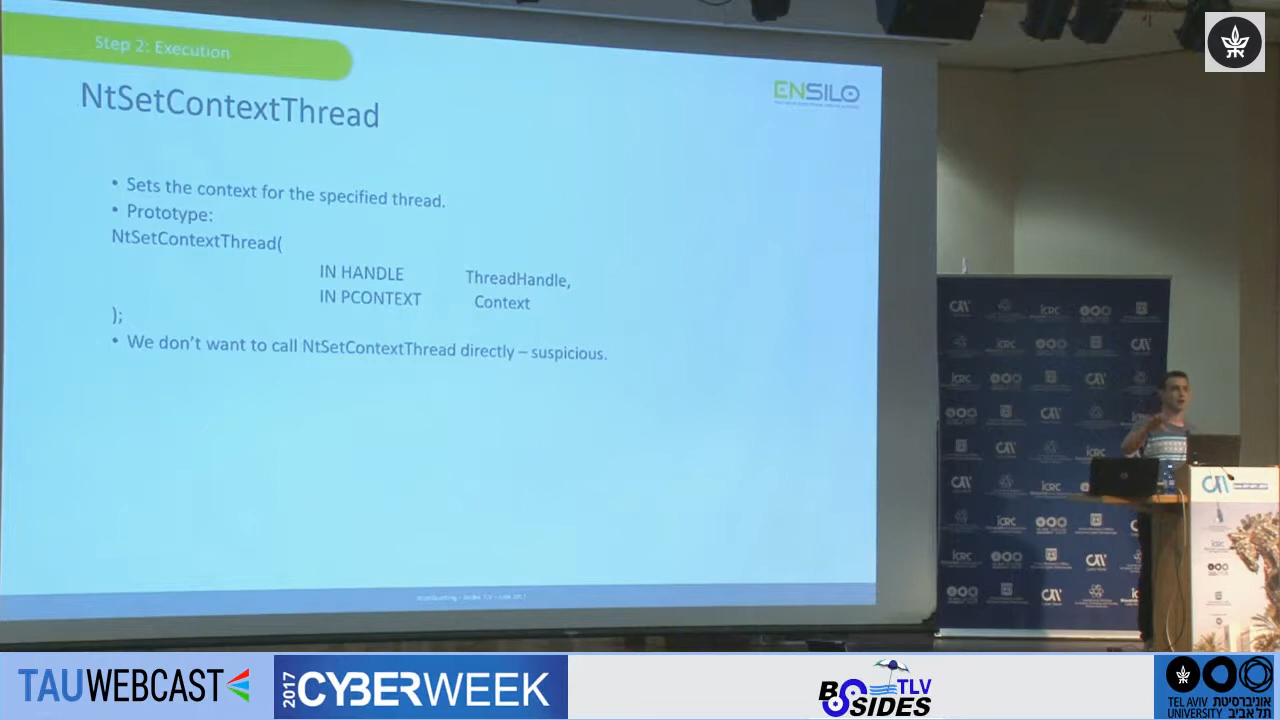 Step 2: Execution
ENSILO
NtSetContextThread
• Sets the context for the specified thread.
• Prototype:
NtSetContextThread(
IN HANDLE ThreadHandle,
IN PCONTEXT Context
);
• We don’t want to call NtSetContextThread directly – suspicious.
TAUWEBCAST
2017 CYBERWEEK
BSIDES TLV
TEL AVIV אוניברסיטת
UNIVERSITY תל אביב